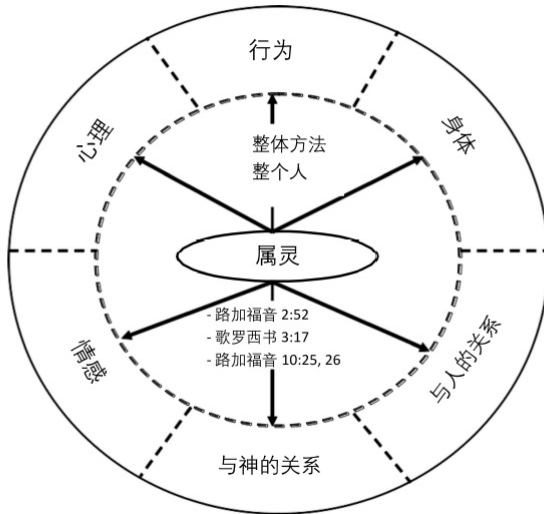 行为
心理
身体
整体方法
整个人
属灵
- 路加福音 2:52
- 歌罗西书 3:17
- 路加福音 10:25, 26
情感
与人的关系
与神的关系